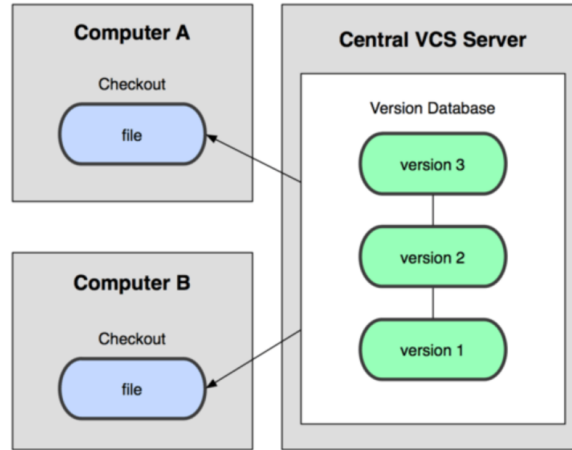 Computer A
Checkout
file
Computer B
Checkout
file
Central VCS Server
Version Database
version 3
version 2
version 1